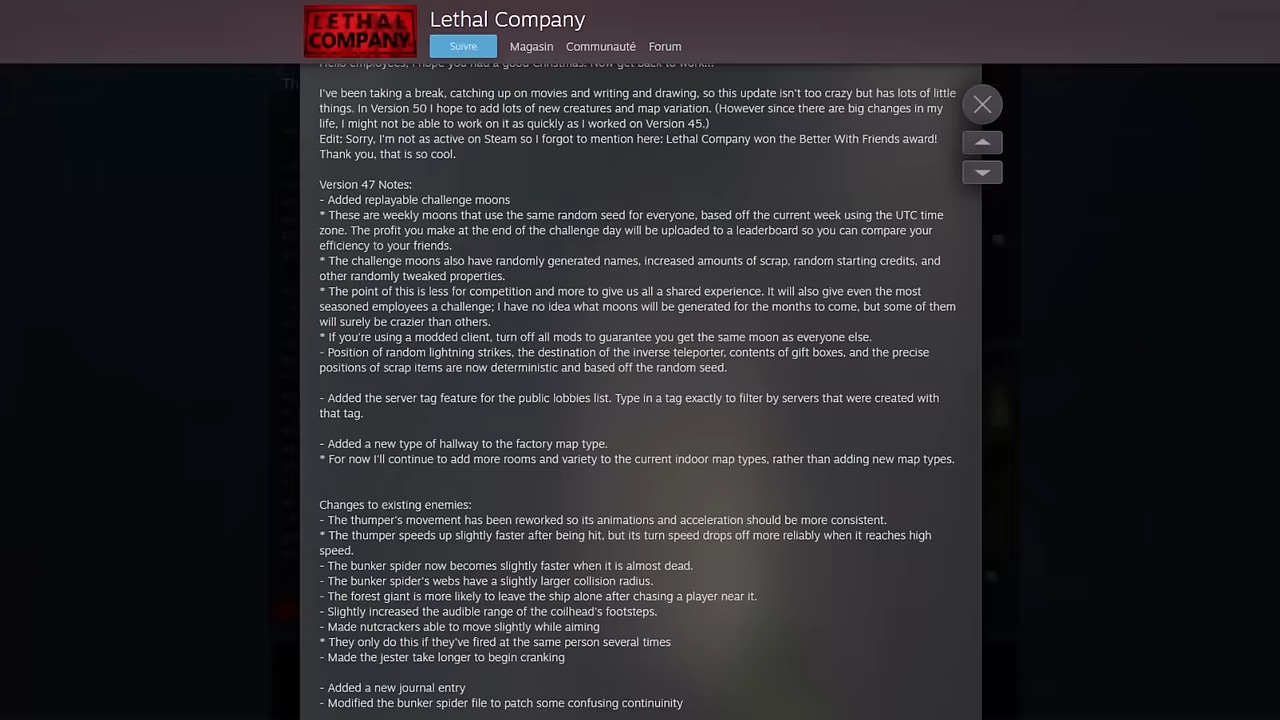 LETHAL
COMPANY
Lethal Company
Suivre Magasin Communauté Forum
Hello employees, I hope you had a good Christmas. Now get back to work...
I've been taking a break, catching up on movies and writing and drawing, so this update isn't too crazy but has lots of little
things. In Version 50 I hope to add lots of new creatures and map variation. (However since there are big changes in my
life, I might not be able to work on it as quickly as I worked on Version 45.)
Edit: Sorry, I'm not as active on Steam so I forgot to mention here: Lethal Company won the Better With Friends award!
Thank you, that is so cool.
Version 47 Notes:
- Added replayable challenge moons
* These are weekly moons that use the same random seed for everyone, based off the current week using the UTC time
zone. The profit you make at the end of the challenge day will be uploaded to a leaderboard so you can compare your
efficiency to your friends.
* The challenge moons also have randomly generated names, increased amounts of scrap, random starting credits, and
other randomly tweaked properties.
* The point of this is less for competition and more to give us all a shared experience. It will also give even the most
seasoned employees a challenge; I have no idea what moons will be generated for the months to come, but some of them
will surely be crazier than others.
* If you're using a modded client, turn off all mods to guarantee you get the same moon as everyone else.
- Position of random lightning strikes, the destination of the inverse teleporter, contents of gift boxes, and the precise
positions of scrap items are now deterministic and based off the random seed.
- Added the server tag feature for the public lobbies list. Type in a tag exactly to filter by servers that were created with
that tag.
- Added a new type of hallway to the factory map type.
* For now I'll continue to add more rooms and variety to the current indoor map types, rather than adding new map types.
Changes to existing enemies:
- The thumper's movement has been reworked so its animations and acceleration should be more consistent.
* The thumper speeds up slightly faster after being hit, but its turn speed drops off more reliably when it reaches high
speed.
- The bunker spider now becomes slightly faster when it is almost dead.
- The bunker spider's webs have a slightly larger collision radius.
- The forest giant is more likely to leave the ship alone after chasing a player near it.
- Slightly increased the audible range of the coilhead's footsteps.
- Made nutcrackers able to move slightly while aiming
* They only do this if they've fired at the same person several times
- Made the jester take longer to begin cranking
- Added a new journal entry
- Modified the bunker spider file to patch some confusing continuinity